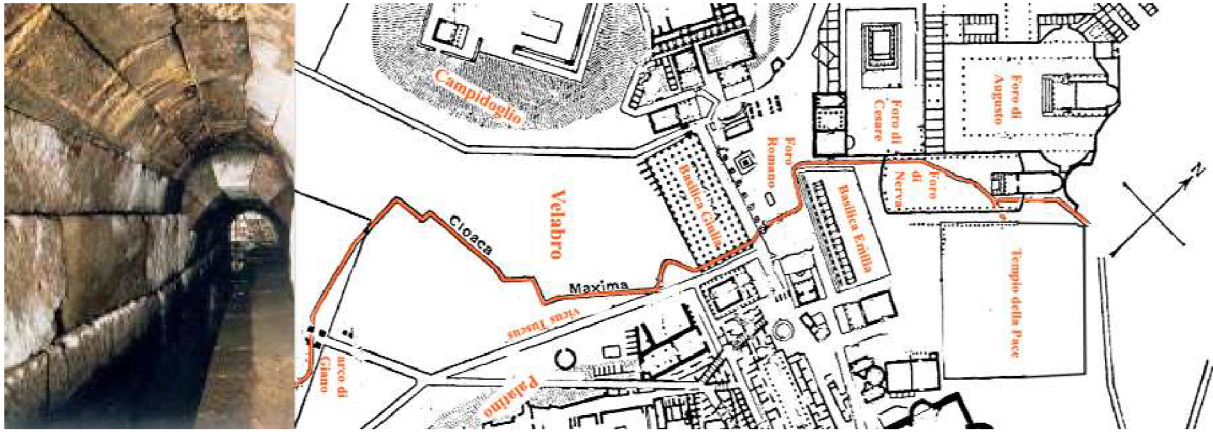 Campidoglio
Velabro
Cloaca
Maxima
vicus Tuscus
arco di
Giano
Palatino
Basilica Giulia
Foro
Romano
Basilica Emilia
Foro di
Cesare
Foro di
Augusto
Foro
di
Nerva
Tempio della Pace
N